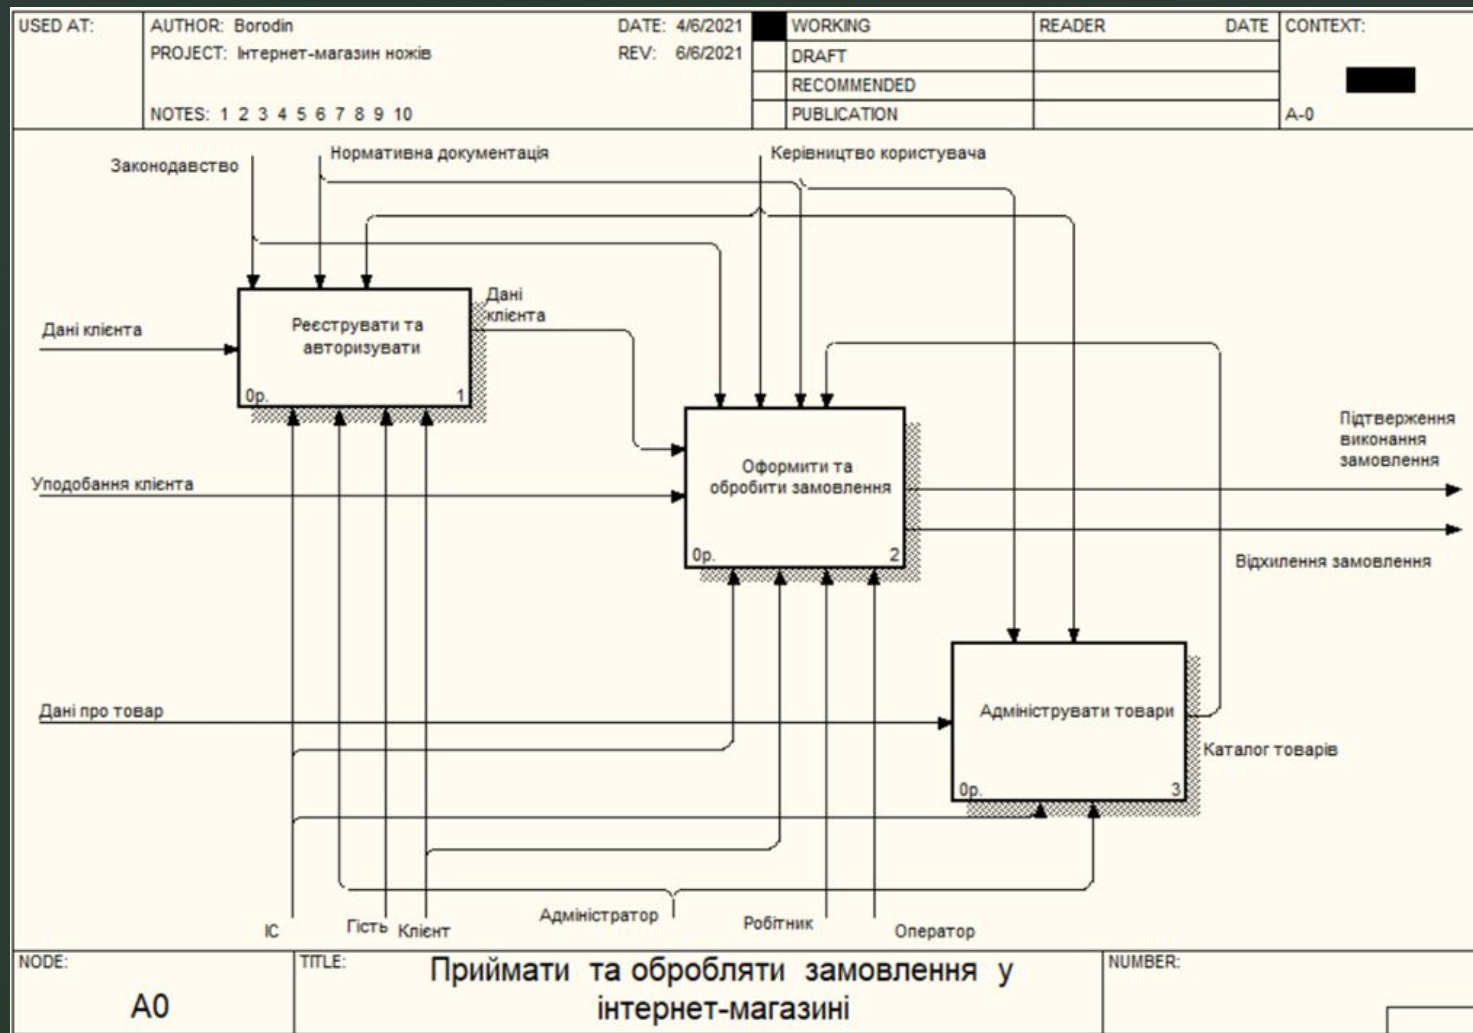 USED AT:
AUTHOR: Borodin
DATE: 4/6/2021
PROJECT: Інтернет-магазин ножів
REV: 6/6/2021
NOTES: 1 2 3 4 5 6 7 8 9 10
WORKING
DRAFT
RECOMMENDED
PUBLICATION
READER
DATE
CONTEXT:
A-0
Законодавство
Нормативна документація
Керівництво користувача
Дані клієнта
Реєструвати та
авторизувати
0р.
1
Дані
клієнта
Уподобання клієнта
Оформити та
обробити замовлення
0р.
2
Підтверження
виконання
замовлення
Відхилення замовлення
Дані про товар
Адмініструвати товари
0р.
3
Каталог товарів
ІС
Гість
Клієнт
Адміністратор
Робітник
Оператор
NODE:
A0
TITLE:
Приймати та обробляти замовлення у
інтернет-магазині
NUMBER: